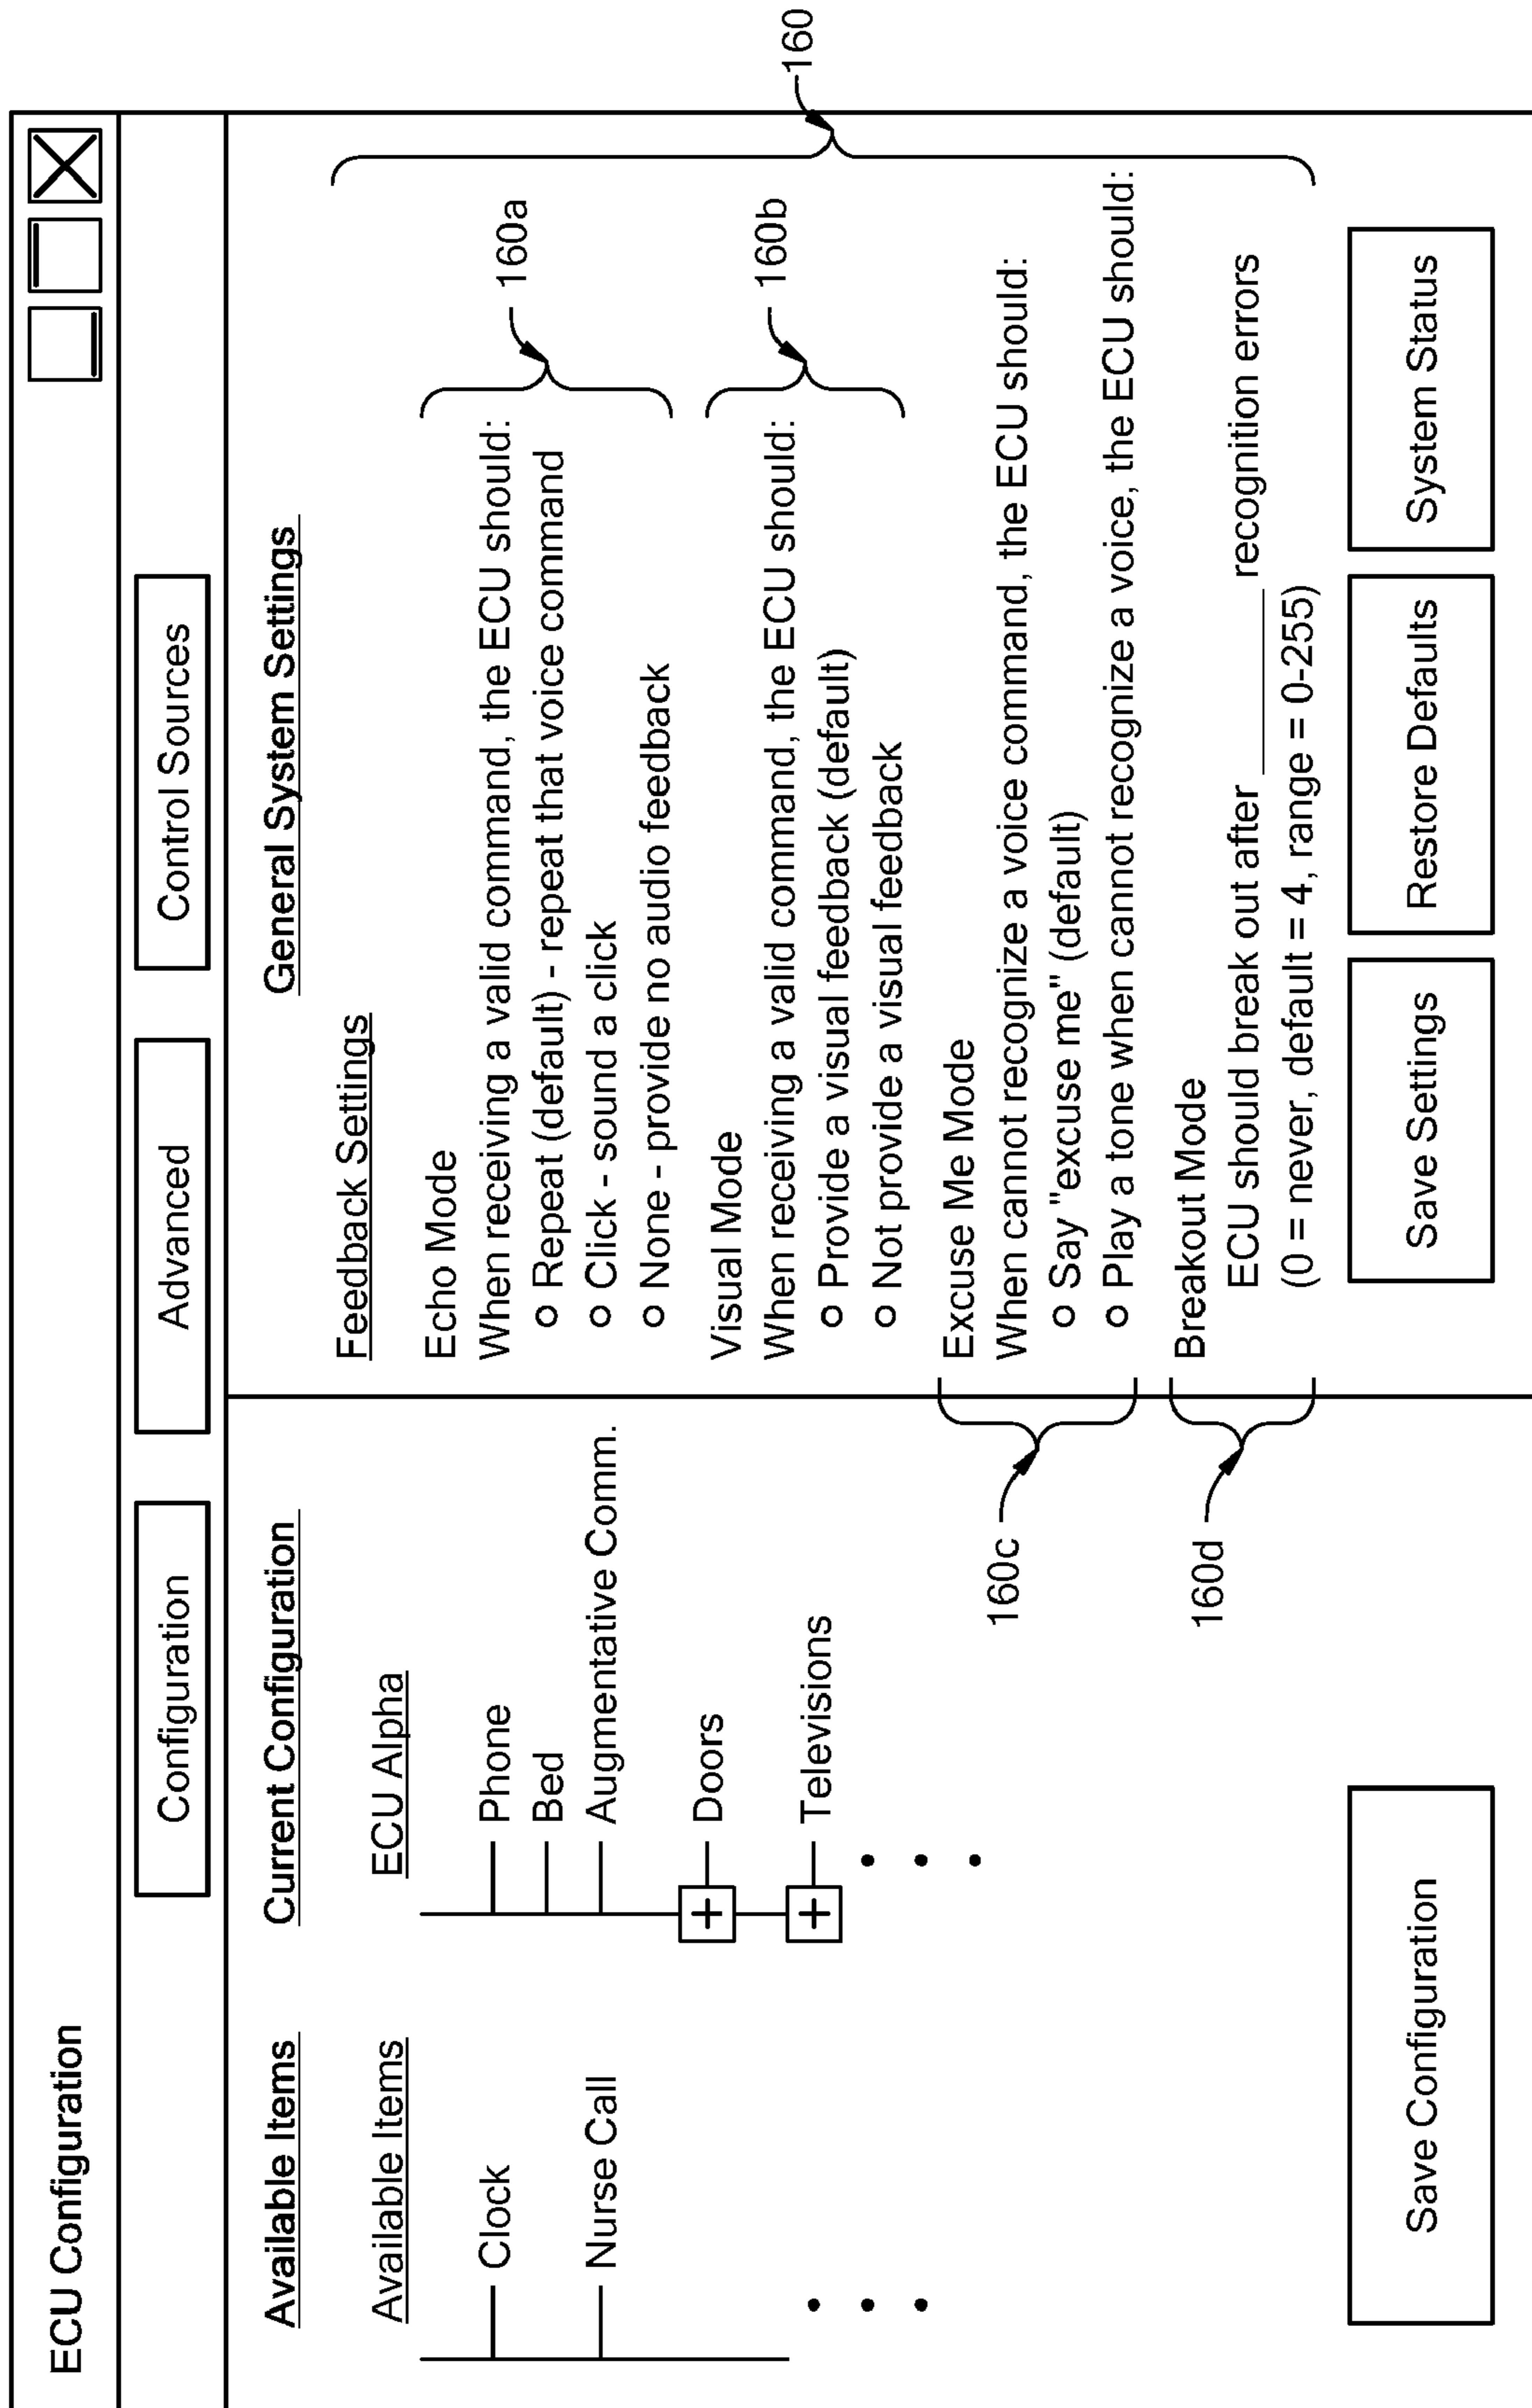 ECU Configuration
Configuration
Advanced
Control Sources
Available Items
Available Items
Clock
Nurse Call
Current Configuration
ECU Alpha
Phone
Bed
Augmentative Comm.
+ Doors
+ Televisions
Save Configuration
General System Settings
Feedback Settings
Echo Mode
When receiving a valid command, the ECU should:
o Repeat (default) - repeat that voice command
o Click - sound a click
o None - provide no audio feedback
160a
Visual Mode
When receiving a valid command, the ECU should:
o Provide a visual feedback (default)
o Not provide a visual feedback
160b
Excuse Me Mode
When cannot recognize a voice command, the ECU should:
o Say "excuse me" (default)
o Play a tone when cannot recognize a voice, the ECU should:
160c
Breakout Mode
ECU should break out after ________ recognition errors
(0 = never, default = 4, range = 0-255)
160d
160
Save Settings
Restore Defaults
System Status